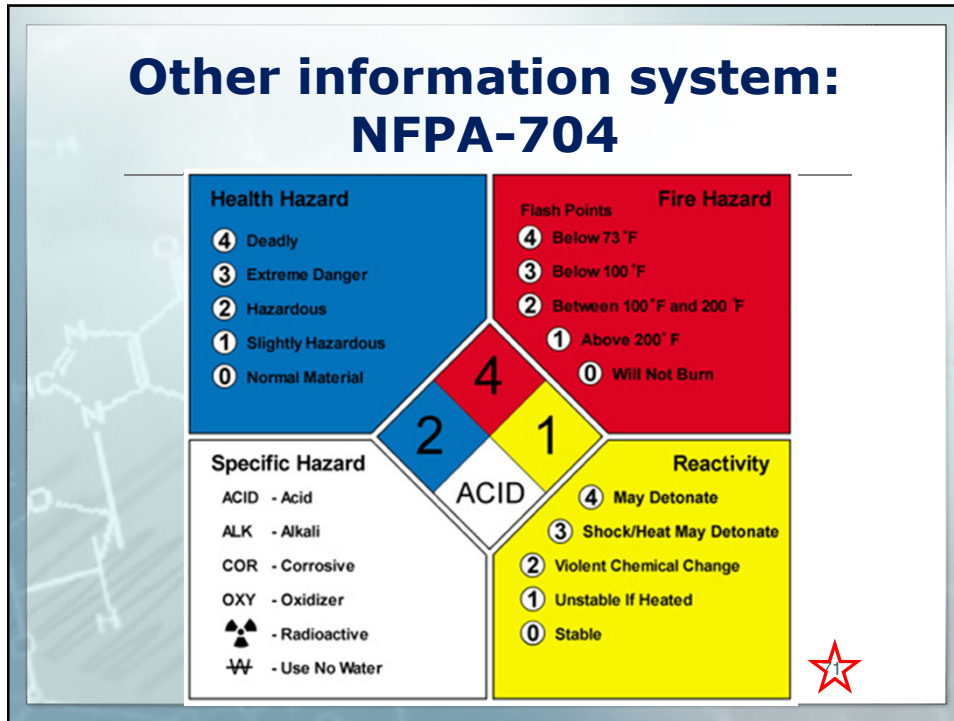 Other information system:
NFPA-704
Health Hazard
4 Deadly
3 Extreme Danger
2 Hazardous
1 Slightly Hazardous
0 Normal Material
Fire Hazard
Flash Points
4 Below 73 °F
3 Below 100 °F
2 Between 100 °F and 200 °F
1 Above 200° F
0 Will Not Burn
4
2
1
ACID
Specific Hazard
ACID - Acid
ALK - Alkali
COR - Corrosive
OXY - Oxidizer
- Radioactive
W - Use No Water
Reactivity
4 May Detonate
3 Shock/Heat May Detonate
2 Violent Chemical Change
1 Unstable If Heated
0 Stable